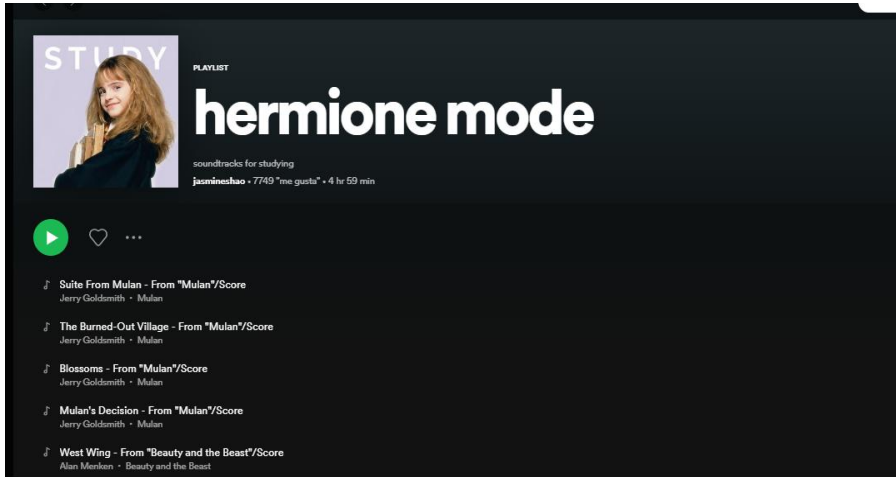 STUDY
PLAYLIST
hermione mode
soundtracks for studying
jasmineshao • 7749 "me gusta" • 4 hr 59 min
Suite From Mulan - From "Mulan"/Score
Jerry Goldsmith • Mulan
The Burned-Out Village - From "Mulan"/Score
Jerry Goldsmith • Mulan
Blossoms - From "Mulan"/Score
Jerry Goldsmith • Mulan
Mulan's Decision - From "Mulan"/Score
Jerry Goldsmith • Mulan
West Wing - From "Beauty and the Beast"/Score
Alan Menken • Beauty and the Beast